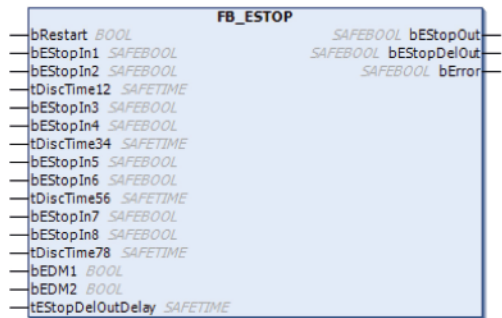 FB_ESTOP
bRestart BOOL SAFEBOOL bEStopOut
bEStopIn1 SAFEBOOL SAFEBOOL bEStopDelOut
bEStopIn2 SAFEBOOL SAFEBOOL bError
tDiscTime12 SAFETIME
bEStopIn3 SAFEBOOL
bEStopIn4 SAFEBOOL
tDiscTime34 SAFETIME
bEStopIn5 SAFEBOOL
bEStopIn6 SAFEBOOL
tDiscTime56 SAFETIME
bEStopIn7 SAFEBOOL
bEStopIn8 SAFEBOOL
tDiscTime78 SAFETIME
bEDM1 BOOL
bEDM2 BOOL
tEStopDelOutDelay SAFETIME